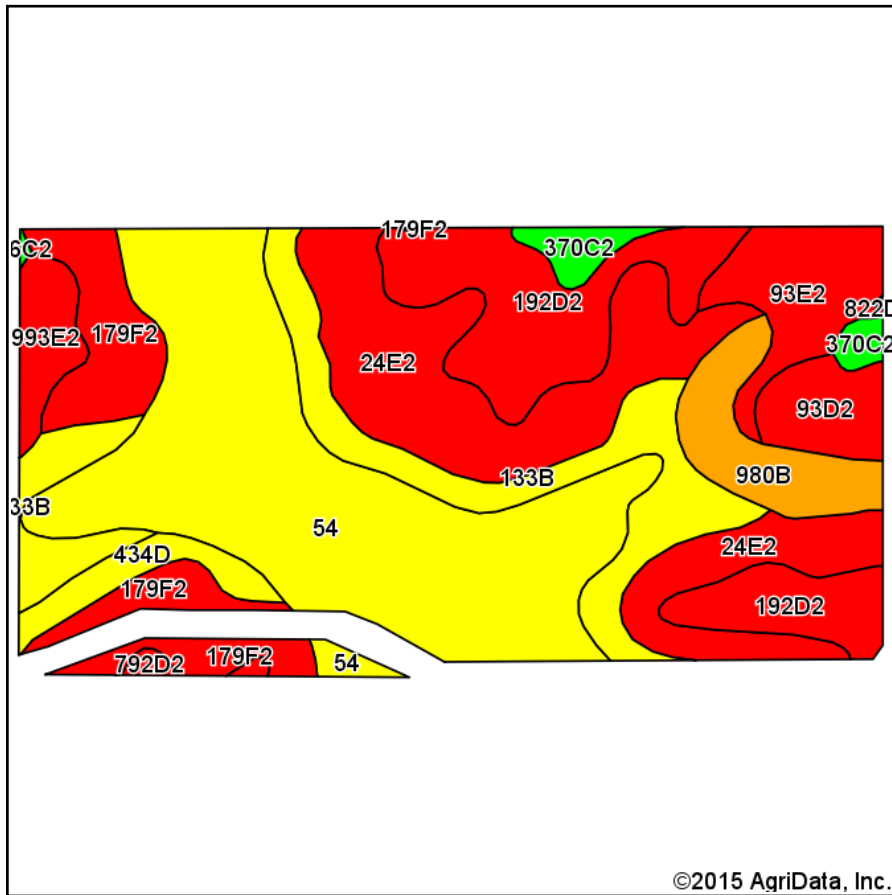 179F2
6C2
370C2
93E2
192D2
822D
993E2
179F2
370C2
24E2
93D2
133B
980B
33B
54
24E2
434D
179F2
192D2
792D2
179F2
54
©2015 AgriData, Inc.